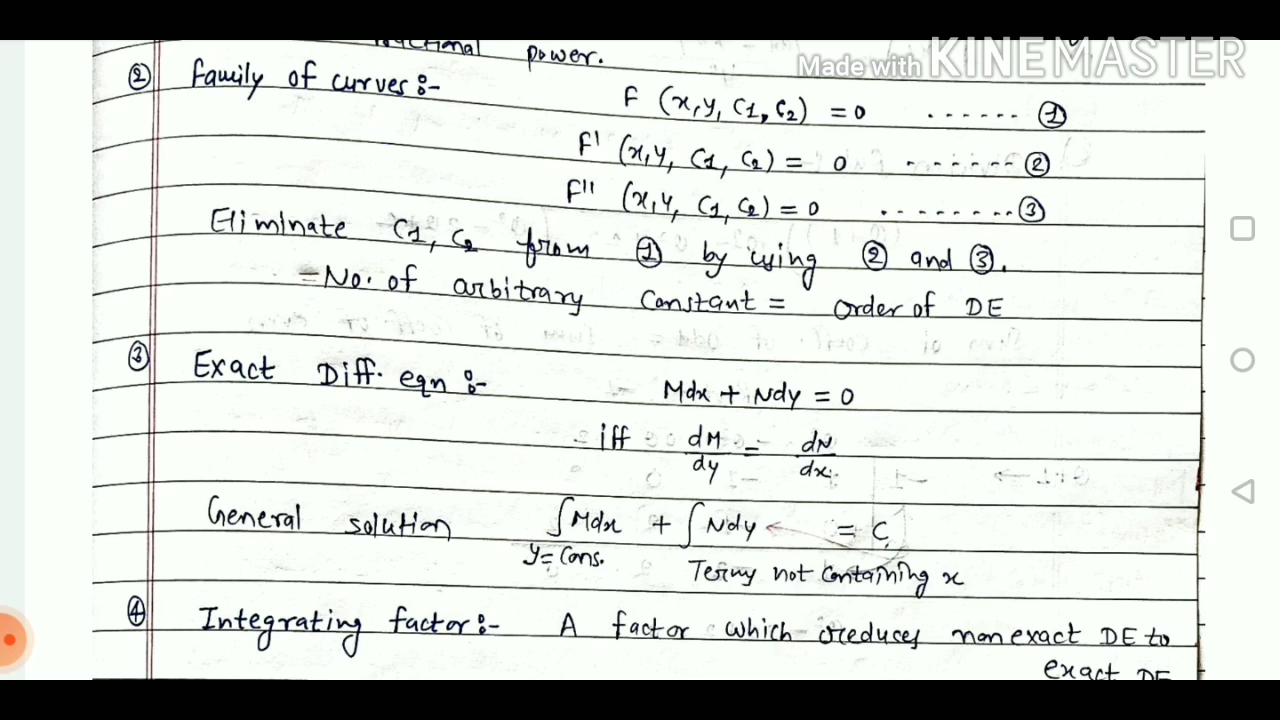 power.
Made with KINEMASTER
② Family of curves:-
F (x, y, C1, C2) = 0 ...... ①
F' (x, y, C1, C2) = 0 ....... ②
F'' (x, y, C1, C2) = 0 ........ ③
Eliminate C1, C2 from ① by using ② and ③.
=No. of arbitrary constant = order of DE
③ Exact Diff. eqn :- Mdx + Ndy = 0
iff dM/dy = dN/dx
General solution ∫Mdx + ∫Ndy = C,
y= Cons. Terms not containing x
④ Integrating factor:- A factor which reduces non exact DE to
exact DE